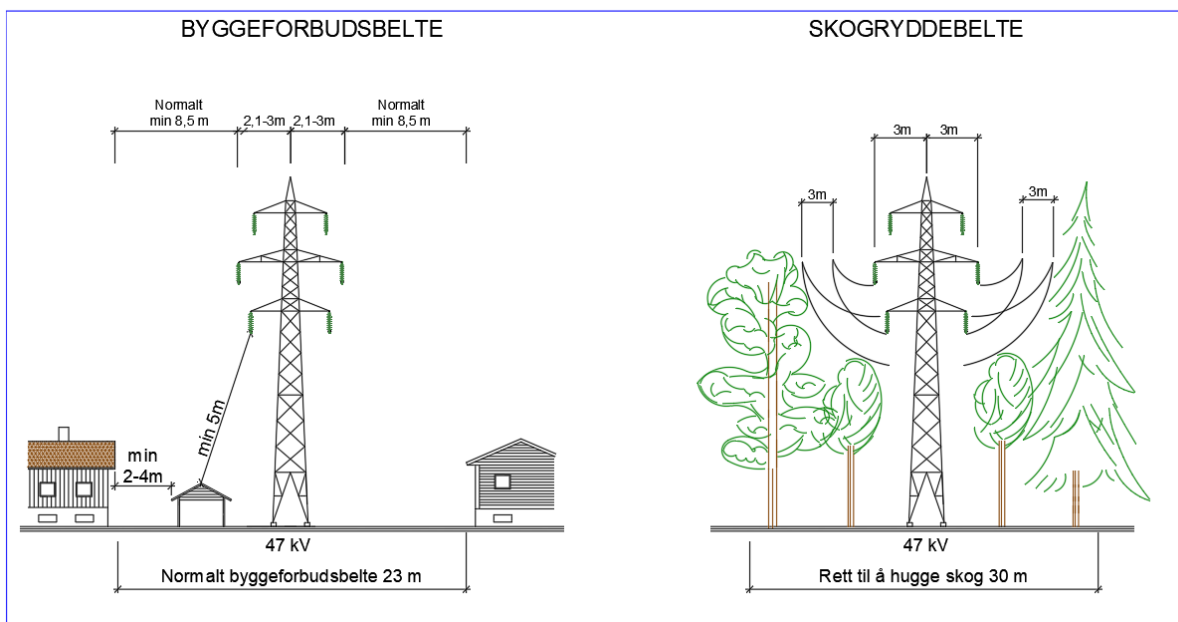 BYGGEFORBUDSBELTE
Normalt
min 8,5 m
2,1-3m
2,1-3m
Normalt
min 8,5 m
min 5m
min
2-4m
47 kV
Normalt byggeforbudsbelte 23 m
SKOGRYDDEBELTE
3m
3m
3m
3m
47 kV
Rett til å hugge skog 30 m